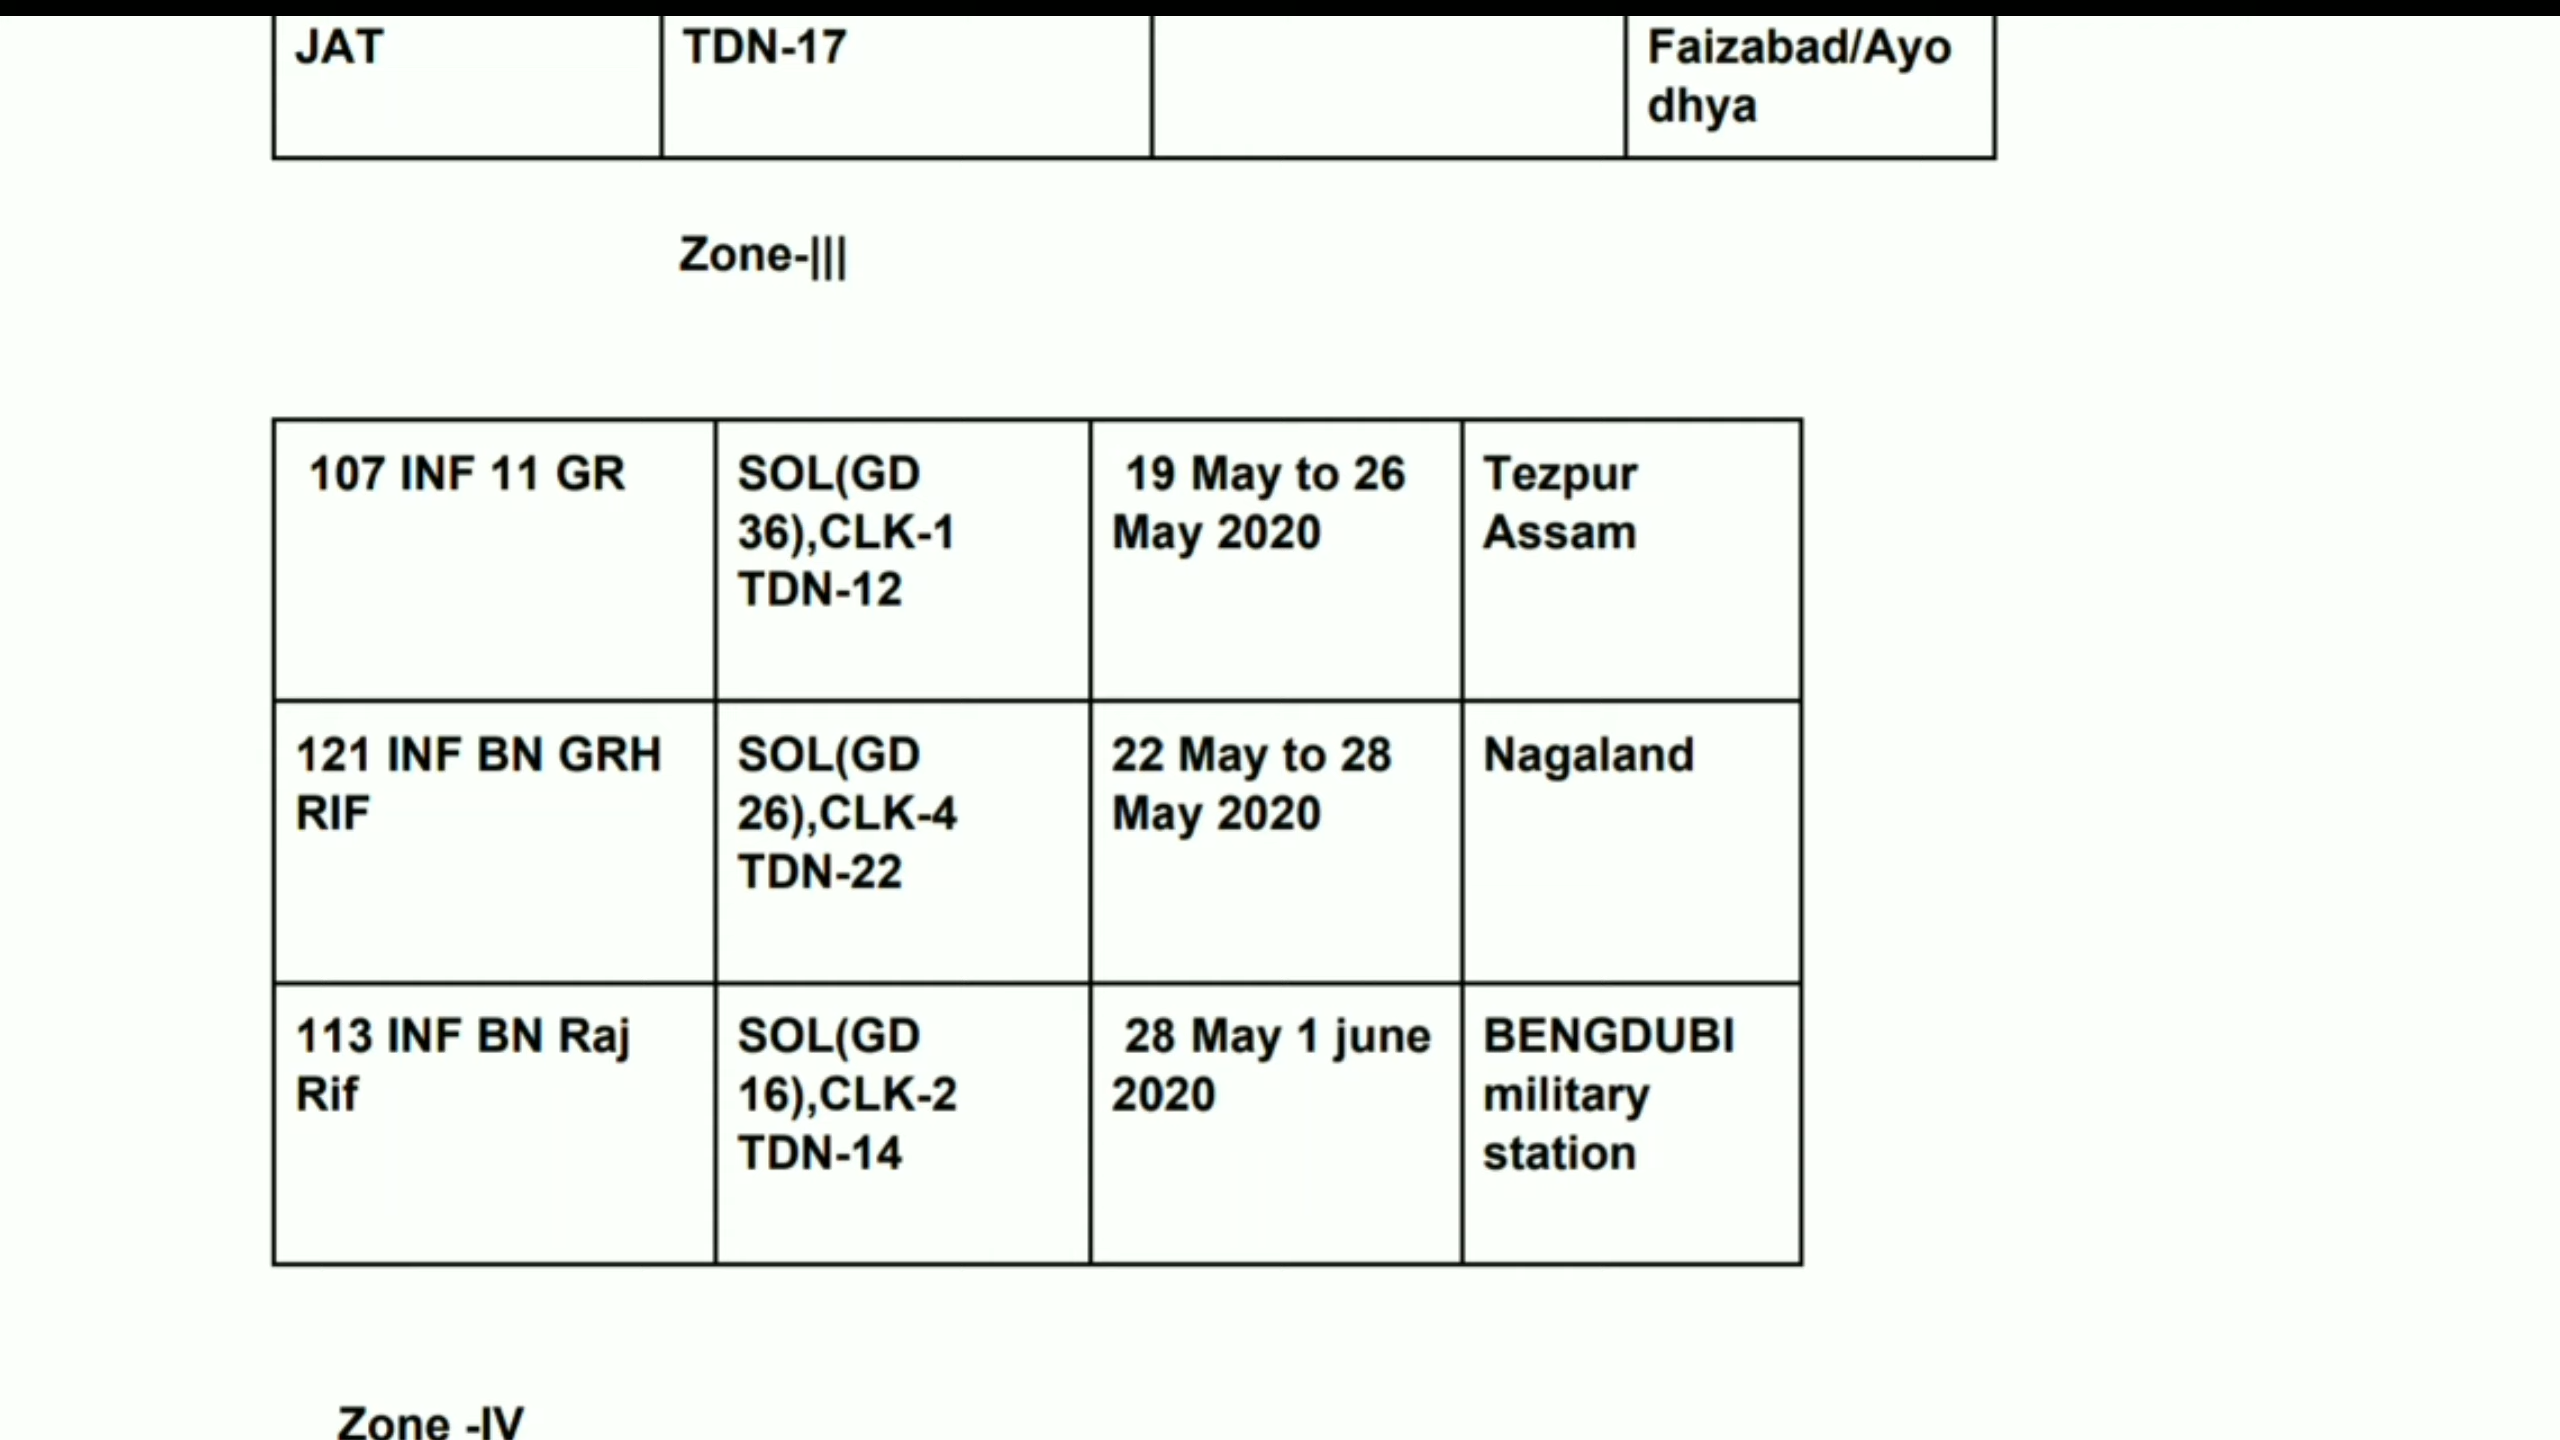 JAT
TDN-17
Faizabad/Ayo
dhya
Zone-|||
107 INF 11 GR
SOL(GD
36),CLK-1
TDN-12
19 May to 26
May 2020
Tezpur
Assam
121 INF BN GRH
RIF
SOL(GD
26),CLK-4
TDN-22
22 May to 28
May 2020
Nagaland
113 INF BN Raj
Rif
SOL(GD
16),CLK-2
TDN-14
28 May 1 june
2020
BENGDUBI
military
station
Zone -IV